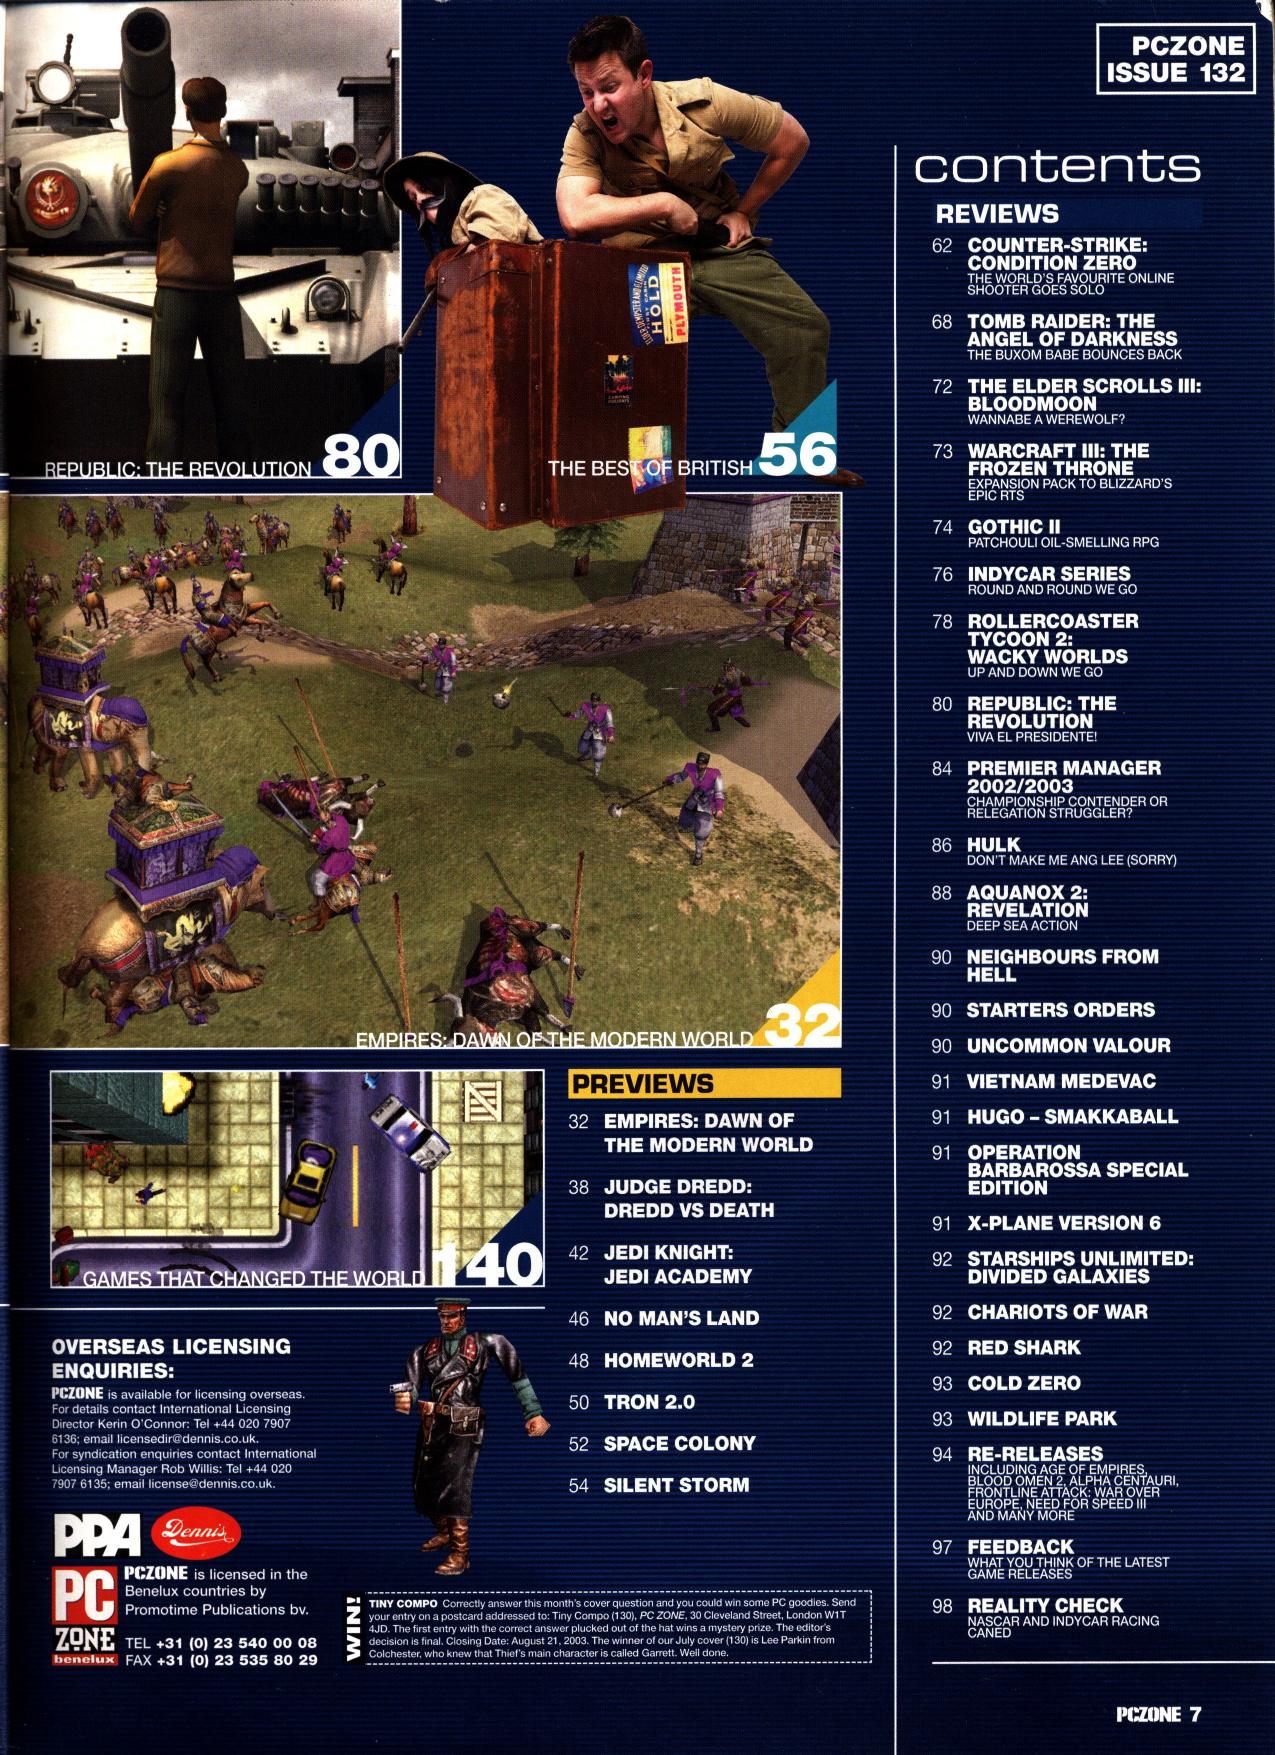 PCZONE
ISSUE 132
contents
REVIEWS
62 COUNTER-STRIKE:
CONDITION ZERO
THE WORLD'S FAVOURITE ONLINE
SHOOTER GOES SOLO
68 TOMB RAIDER: THE
ANGEL OF DARKNESS
THE BUXOM BABE BOUNCES BACK
72 THE ELDER SCROLLS III:
BLOODMOON
WANNABE A WEREWOLF?
73 WARCRAFT III: THE
FROZEN THRONE
EXPANSION PACK TO BLIZZARD'S
EPIC RTS
74 GOTHIC II
PATCHOULI OIL-SMELLING RPG
76 INDYCAR SERIES
ROUND AND ROUND WE GO
78 ROLLERCOASTER
TYCOON 2:
WACKY WORLDS
UP AND DOWN WE GO
80 REPUBLIC: THE
REVOLUTION
VIVA EL PRESIDENTE!
84 PREMIER MANAGER
2002/2003
CHAMPIONSHIP CONTENDER OR
RELEGATION STRUGGLER?
86 HULK
DON'T MAKE ME ANG LEE (SORRY)
88 AQUANOX 2:
REVELATION
DEEP SEA ACTION
90 NEIGHBOURS FROM
HELL
90 STARTERS ORDERS
90 UNCOMMON VALOUR
91 VIETNAM MEDEVAC
91 HUGO – SMAKKABALL
91 OPERATION
BARBAROSSA SPECIAL
EDITION
91 X-PLANE VERSION 6
92 STARSHIPS UNLIMITED:
DIVIDED GALAXIES
92 CHARIOTS OF WAR
92 RED SHARK
93 COLD ZERO
93 WILDLIFE PARK
94 RE-RELEASES
INCLUDING AGE OF EMPIRES,
BLOOD OMEN 2, ALPHA CENTAURI,
FRONTLINE ATTACK: WAR OVER
EUROPE, NEED FOR SPEED III
AND MANY MORE
97 FEEDBACK
WHAT YOU THINK OF THE LATEST
GAME RELEASES
98 REALITY CHECK
NASCAR AND INDYCAR RACING
CANED
REPUBLIC: THE REVOLUTION 80
HOLD
PLYMOUTH
THE BEST OF BRITISH 56
EMPIRES: DAWN OF THE MODERN WORLD 32
GAMES THAT CHANGED THE WORLD 140
PREVIEWS
32 EMPIRES: DAWN OF
THE MODERN WORLD
38 JUDGE DREDD:
DREDD VS DEATH
42 JEDI KNIGHT:
JEDI ACADEMY
46 NO MAN'S LAND
48 HOMEWORLD 2
50 TRON 2.0
52 SPACE COLONY
54 SILENT STORM
OVERSEAS LICENSING
ENQUIRIES:
PCZONE is available for licensing overseas.
For details contact International Licensing
Director Kerin O'Connor: Tel +44 020 7907
6136; email licensedir@dennis.co.uk.
For syndication enquiries contact International
Licensing Manager Rob Willis: Tel +44 020
7907 6135; email license@dennis.co.uk.
PPA Dennis
PC
ZONE
benelux
PCZONE is licensed in the
Benelux countries by
Promotime Publications bv.
TEL +31 (0) 23 540 00 08
FAX +31 (0) 23 535 80 29
WIN!
TINY COMPO Correctly answer this month's cover question and you could win some PC goodies. Send
your entry on a postcard addressed to: Tiny Compo (130), PC ZONE, 30 Cleveland Street, London W1T
4JD. The first entry with the correct answer plucked out of the hat wins a mystery prize. The editor's
decision is final. Closing Date: August 21, 2003. The winner of our July cover (130) is Lee Parkin from
Colchester, who knew that Thief's main character is called Garrett. Well done.
PCZONE 7